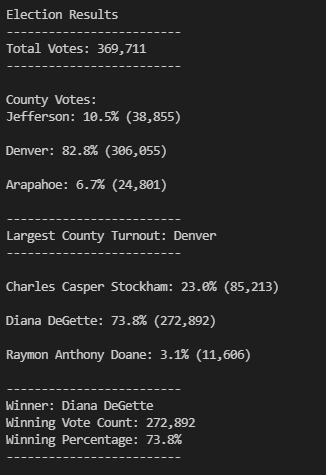 Election Results
-------------------------
Total Votes: 369,711
-------------------------
County Votes:
Jefferson: 10.5% (38,855)
Denver: 82.8% (306,055)
Arapahoe: 6.7% (24,801)
-------------------------
Largest County Turnout: Denver
-------------------------
Charles Casper Stockham: 23.0% (85,213)
Diana DeGette: 73.8% (272,892)
Raymon Anthony Doane: 3.1% (11,606)
-------------------------
Winner: Diana DeGette
Winning Vote Count: 272,892
Winning Percentage: 73.8%
-------------------------